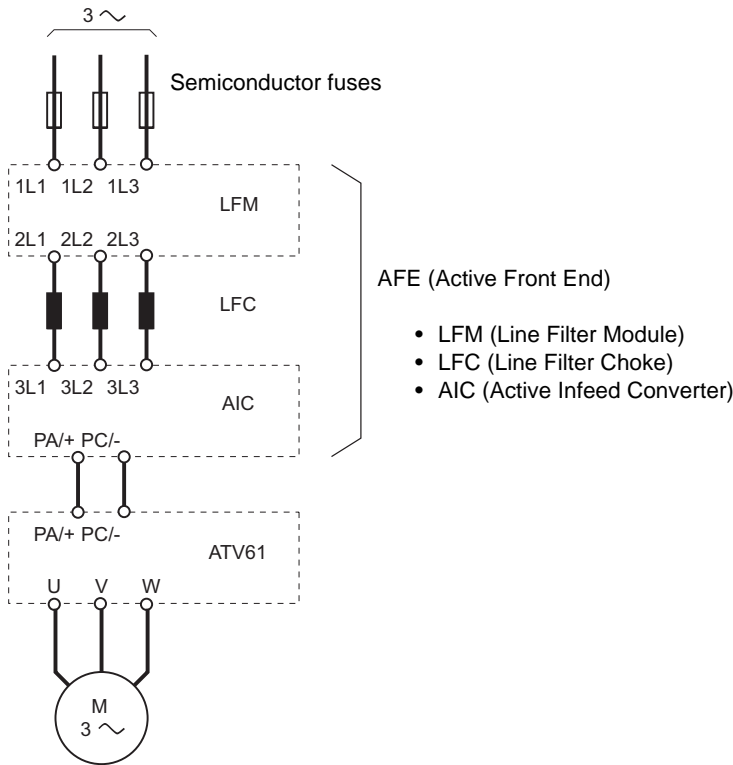 3 ~
Semiconductor fuses
1L1 1L2 1L3
LFM
2L1 2L2 2L3
LFC
3L1 3L2 3L3
AIC
PA/+ PC/-
AFE (Active Front End)
• LFM (Line Filter Module)
• LFC (Line Filter Choke)
• AIC (Active Infeed Converter)
PA/+ PC/-
ATV61
U V W
M
3 ~